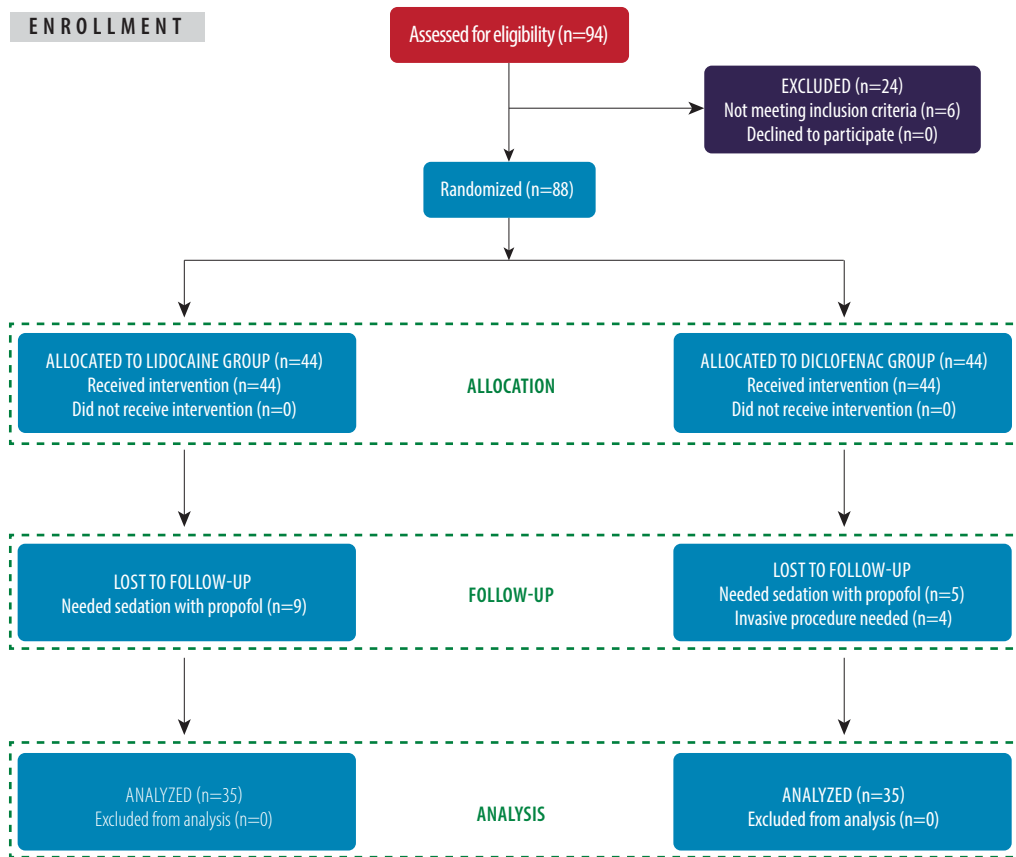 ENROLLMENT
Assessed for eligibility (n=94)
EXCLUDED (n=24)
Not meeting inclusion criteria (n=6)
Declined to participate (n=0)
Randomized (n=88)
ALLOCATED TO LIDOCAINE GROUP (n=44)
Received intervention (n=44)
Did not receive intervention (n=0)
ALLOCATION
ALLOCATED TO DICLOFENAC GROUP (n=44)
Received intervention (n=44)
Did not receive intervention (n=0)
LOST TO FOLLOW-UP
Needed sedation with propofol (n=9)
FOLLOW-UP
LOST TO FOLLOW-UP
Needed sedation with propofol (n=5)
Invasive procedure needed (n=4)
ANALYZED (n=35)
Excluded from analysis (n=0)
ANALYSIS
ANALYZED (n=35)
Excluded from analysis (n=0)